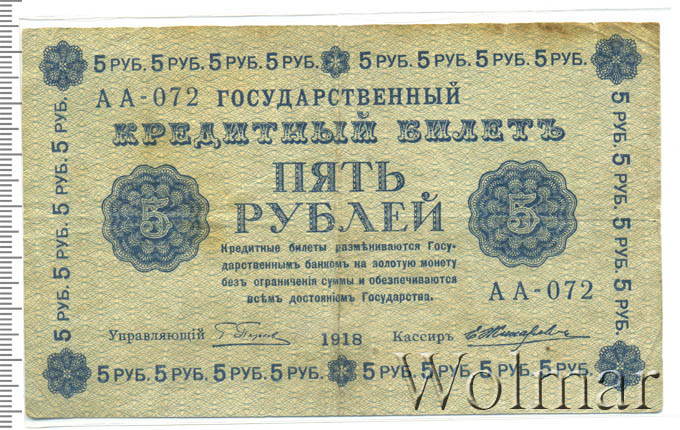 5 РУБ. 5 РУБ. 5 РУБ. 5 РУБ. 5 РУБ. 5 РУБ. 5 РУБ. 5 РУБ.
АА-072 ГОСУДАРСТВЕННЫЙ
КРЕДИТНЫЙ БИЛЕТЪ
ПЯТЬ
РУБЛЕЙ
5
5
Кредитные билеты размѣниваются Госу-
дарственнымъ банкомъ на золотую монету
безъ ограниченія суммы и обезпечиваются
всѣмъ достояніемъ Государства.
АА-072
Управляющій
1918
Кассиръ
5 РУБ. 5 РУБ. 5 РУБ. 5 РУБ.
5 РУБ. 5 РУБ. 5 РУБ. 5 РУБ.
5 РУБ. 5 РУБ. 5 РУБ. 5 РУБ. 5 РУБ. 5 РУБ. 5 РУБ. 5 РУБ.
Wolmar